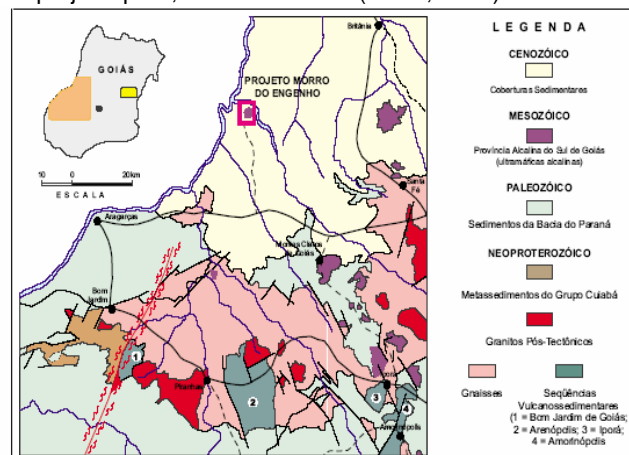 GOIÁS
10 0 20km
ESCALA
Britânia
PROJETO MORRO
DO ENGENHO
Santa
Fé
Aragarças
Montes Claros
de Goiás
Bom
Jardim
1
Piranhas
2
Iporá
3
4
Amorinópolis
LEGENDA
CENOZÓICO
Coberturas Sedimentares
MESOZÓICO
Província Alcalina do Sul de Goiás
(ultramáficas alcalinas)
PALEOZÓICO
Sedimentos da Bacia do Paraná
NEOPROTEROZÓICO
Metassedimentos do Grupo Cuiabá
Granitos Pós-Tectônicos
Gnaisses
Seqüências
Vulcanossedimentares
(1 = Bom Jardim de Goiás;
2 = Arenópolis; 3 = Iporá;
4 = Amorinópolis)